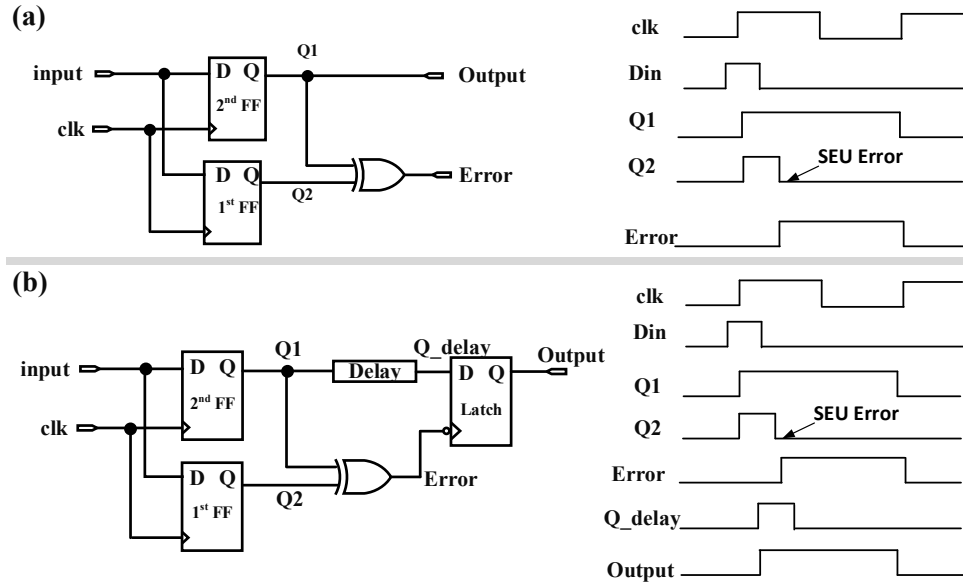 (a)
input
clk
D Q
2nd FF
D Q
1st FF
Q1
Q2
Output
Error
clk
Din
Q1
Q2
SEU Error
Error
(b)
input
clk
D Q
2nd FF
D Q
1st FF
Q1
Q2
Delay
Q_delay
D Q
Latch
Output
Error
clk
Din
Q1
Q2
SEU Error
Error
Q_delay
Output